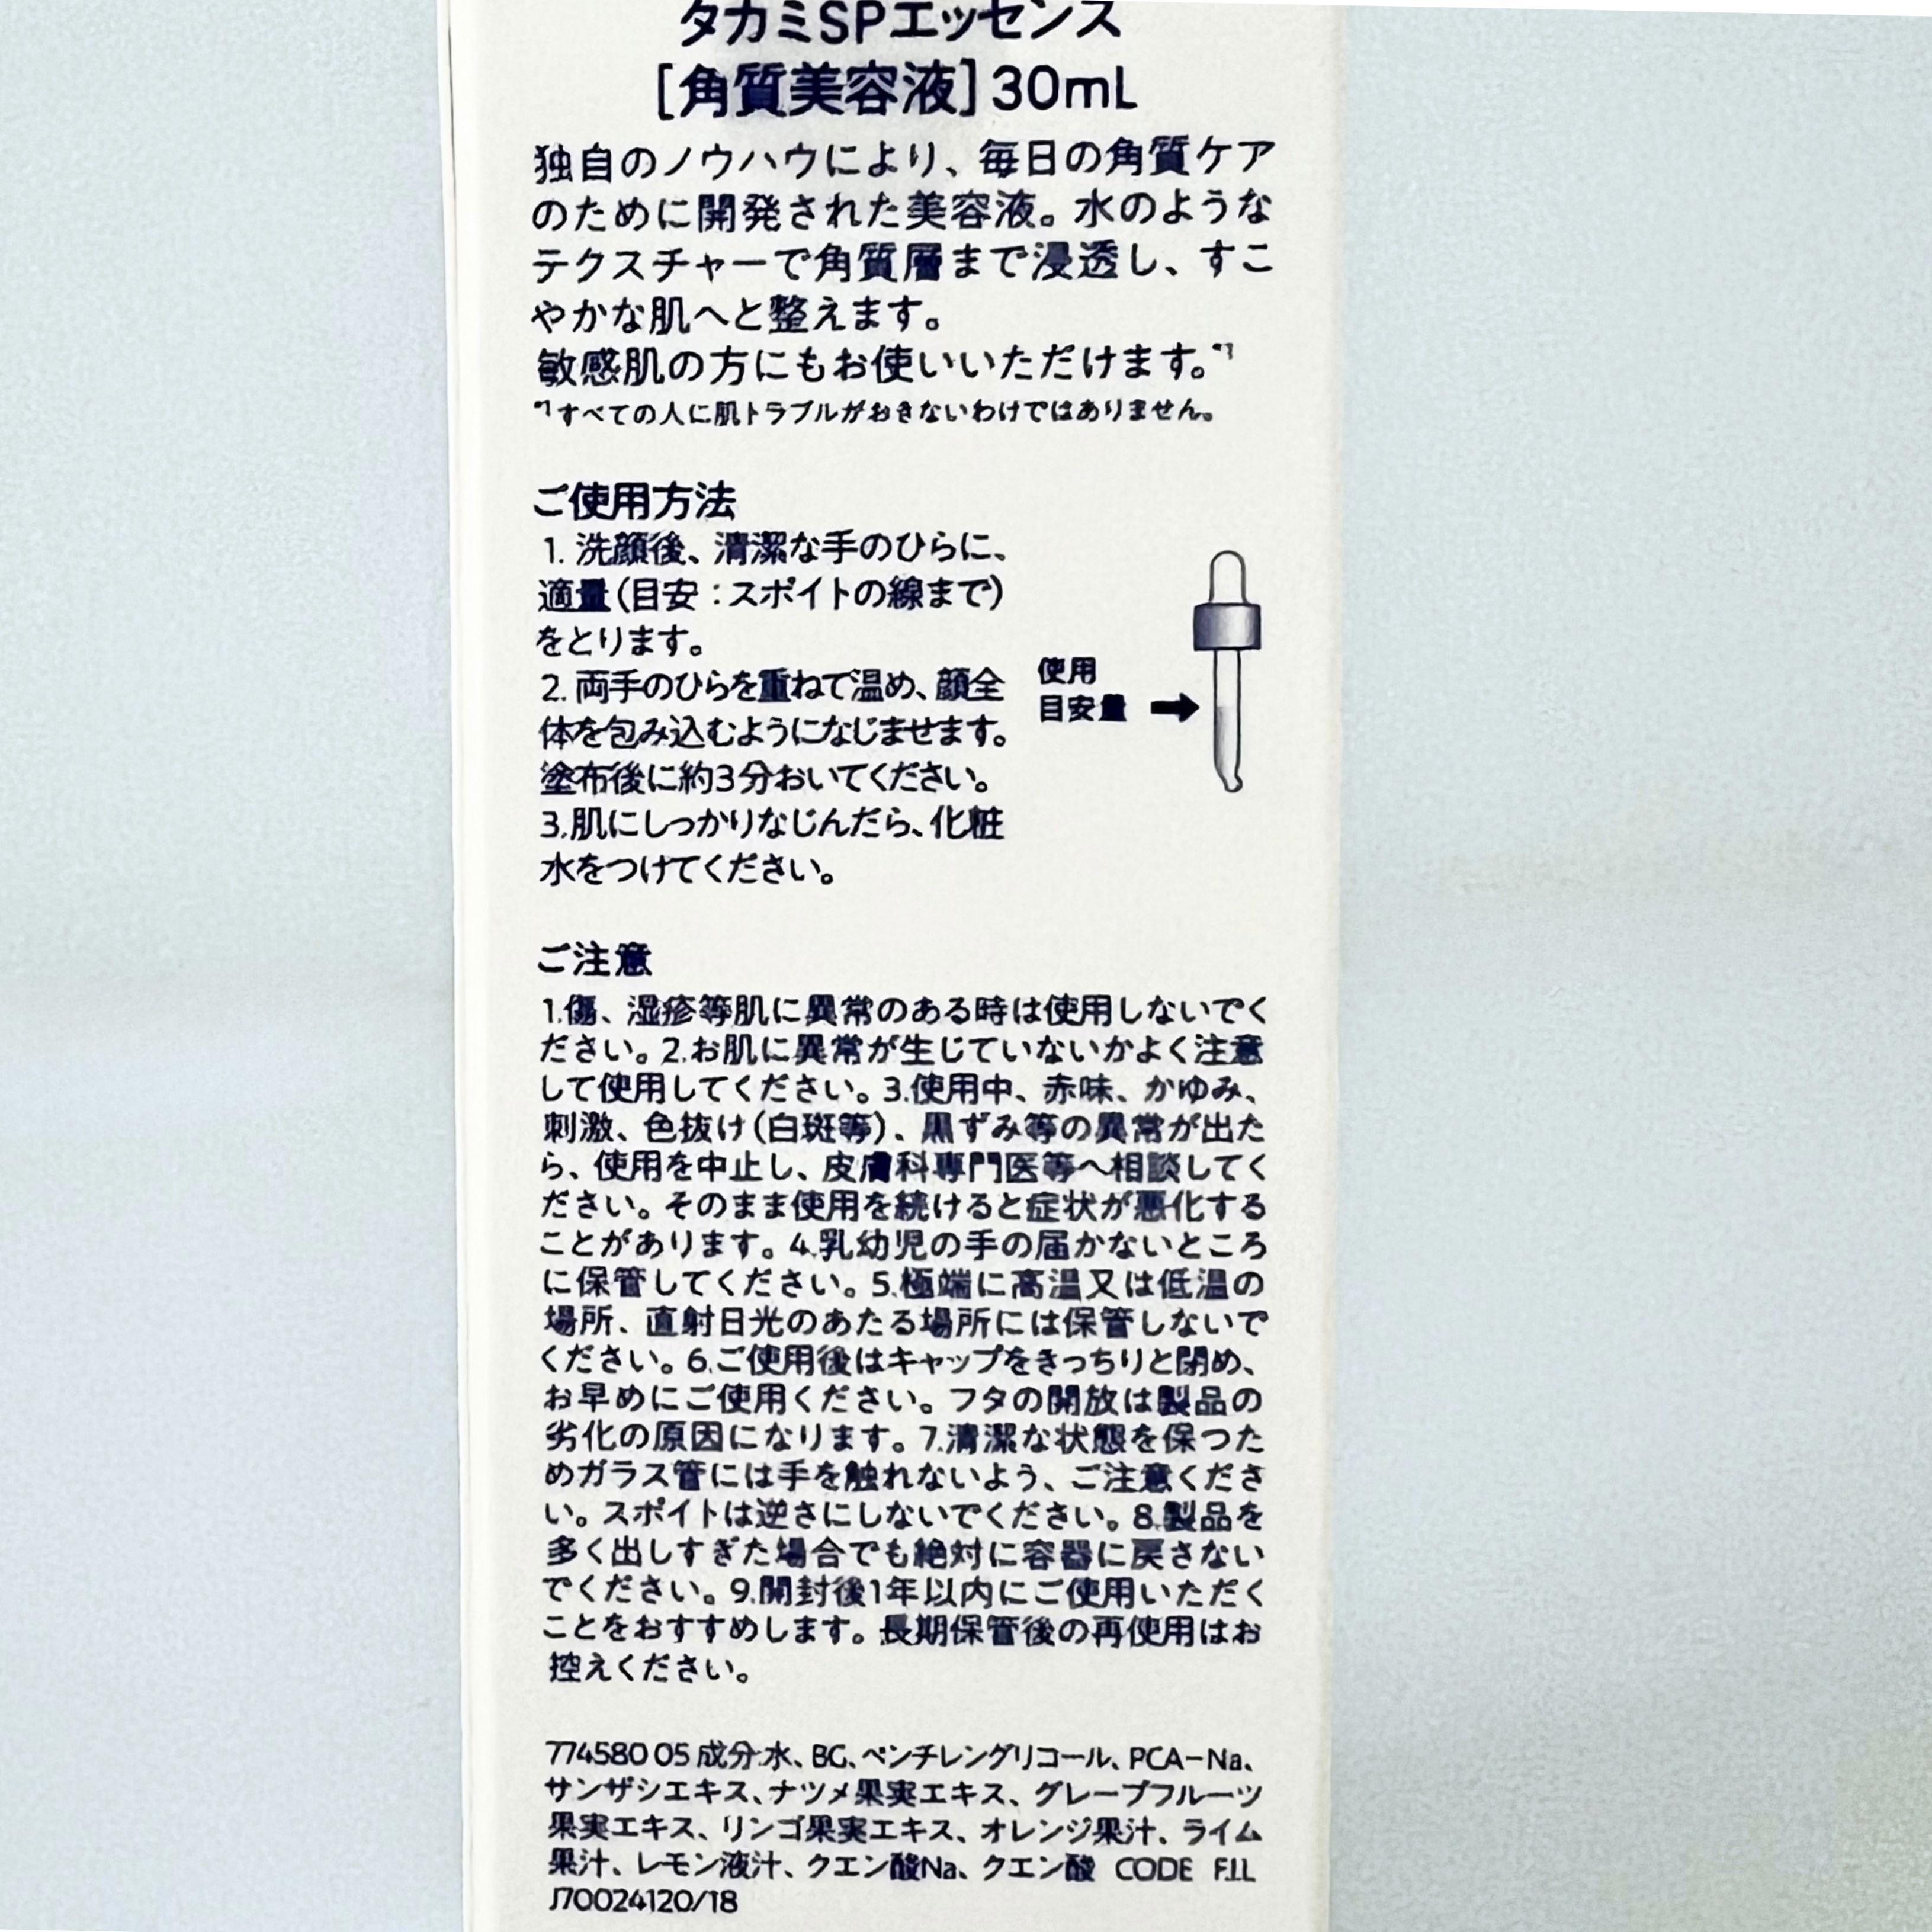 タカミSPエッセンス
[角質美容液]30mL
独自のノウハウにより、毎日の角質ケア
のために開発された美容液。水のような
テクスチャーで角質層まで浸透し、すこ
やかな肌へと整えます。
敏感肌の方にもお使いいただけます。*1
*1すべての人に肌トラブルがおきないわけではありません。
ご使用方法
1. 洗顔後、清潔な手のひらに、
適量(目安:スポイトの線まで)
をとります。
2. 両手のひらを重ねて温め、顔全
体を包み込むようになじませます。
塗布後に約3分おいてください。
3.肌にしっかりなじんだら、化粧
水をつけてください。
使用
目安量
ご注意
1.傷、湿疹等肌に異常のある時は使用しないでく
ださい。2.お肌に異常が生じていないかよく注意
して使用してください。3.使用中、赤味、かゆみ、
刺激、色抜け(白斑等)、黒ずみ等の異常が出た
ら、使用を中止し、皮膚科専門医等へ相談してく
ださい。そのまま使用を続けると症状が悪化する
ことがあります。4.乳幼児の手の届かないところ
に保管してください。5.極端に高温又は低温の
場所、直射日光のあたる場所には保管しないで
ください。6.ご使用後はキャップをきっちりと閉め、
お早めにご使用ください。フタの開放は製品の
劣化の原因になります。7.清潔な状態を保つた
めガラス管には手を触れないよう、ご注意くださ
い。スポイトは逆さにしないでください。8.製品を
多く出しすぎた場合でも絶対に容器に戻さない
でください。9.開封後1年以内にご使用いただく
ことをおすすめします。長期保管後の再使用はお
控えください。
774580 05 成分:水、BG、ペンチレングリコール、PCA-Na、
サンザシエキス、ナツメ果実エキス、グレープフルーツ
果実エキス、リンゴ果実エキス、オレンジ果汁、ライム
果汁、レモン液汁、クエン酸Na、クエン酸 CODE F.I.L
J70024120/18